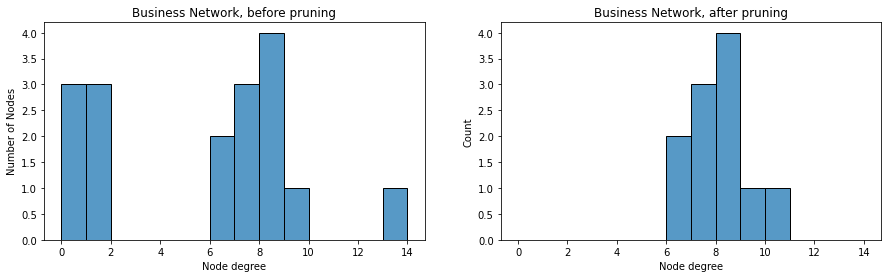 Business Network, before pruning
4.0
3.5
3.0
2.5
2.0
1.5
1.0
0.5
0.0
Number of Nodes
0 2 4 6 8 10 12 14
Node degree
Business Network, after pruning
4.0
3.5
3.0
2.5
2.0
1.5
1.0
0.5
0.0
Count
0 2 4 6 8 10 12 14
Node degree